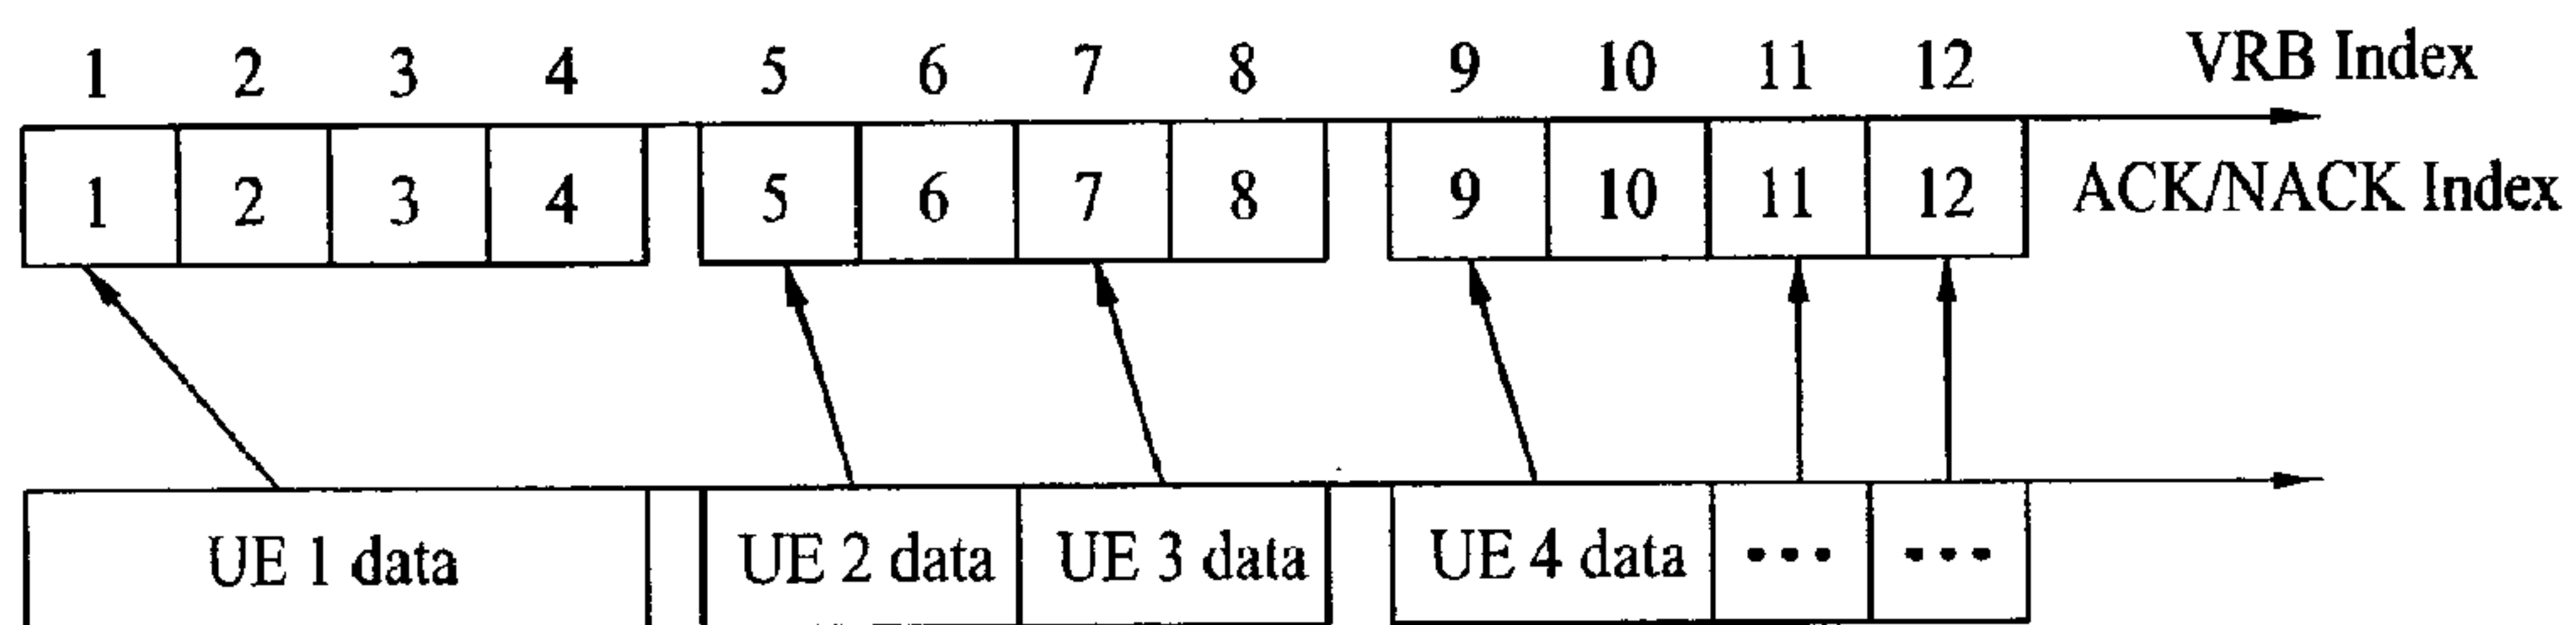 1 2 3 4 5 6 7 8 9 10 11 12 VRB Index
1 2 3 4 5 6 7 8 9 10 11 12 ACK/NACK Index
UE 1 data UE 2 data UE 3 data UE 4 data ••• •••